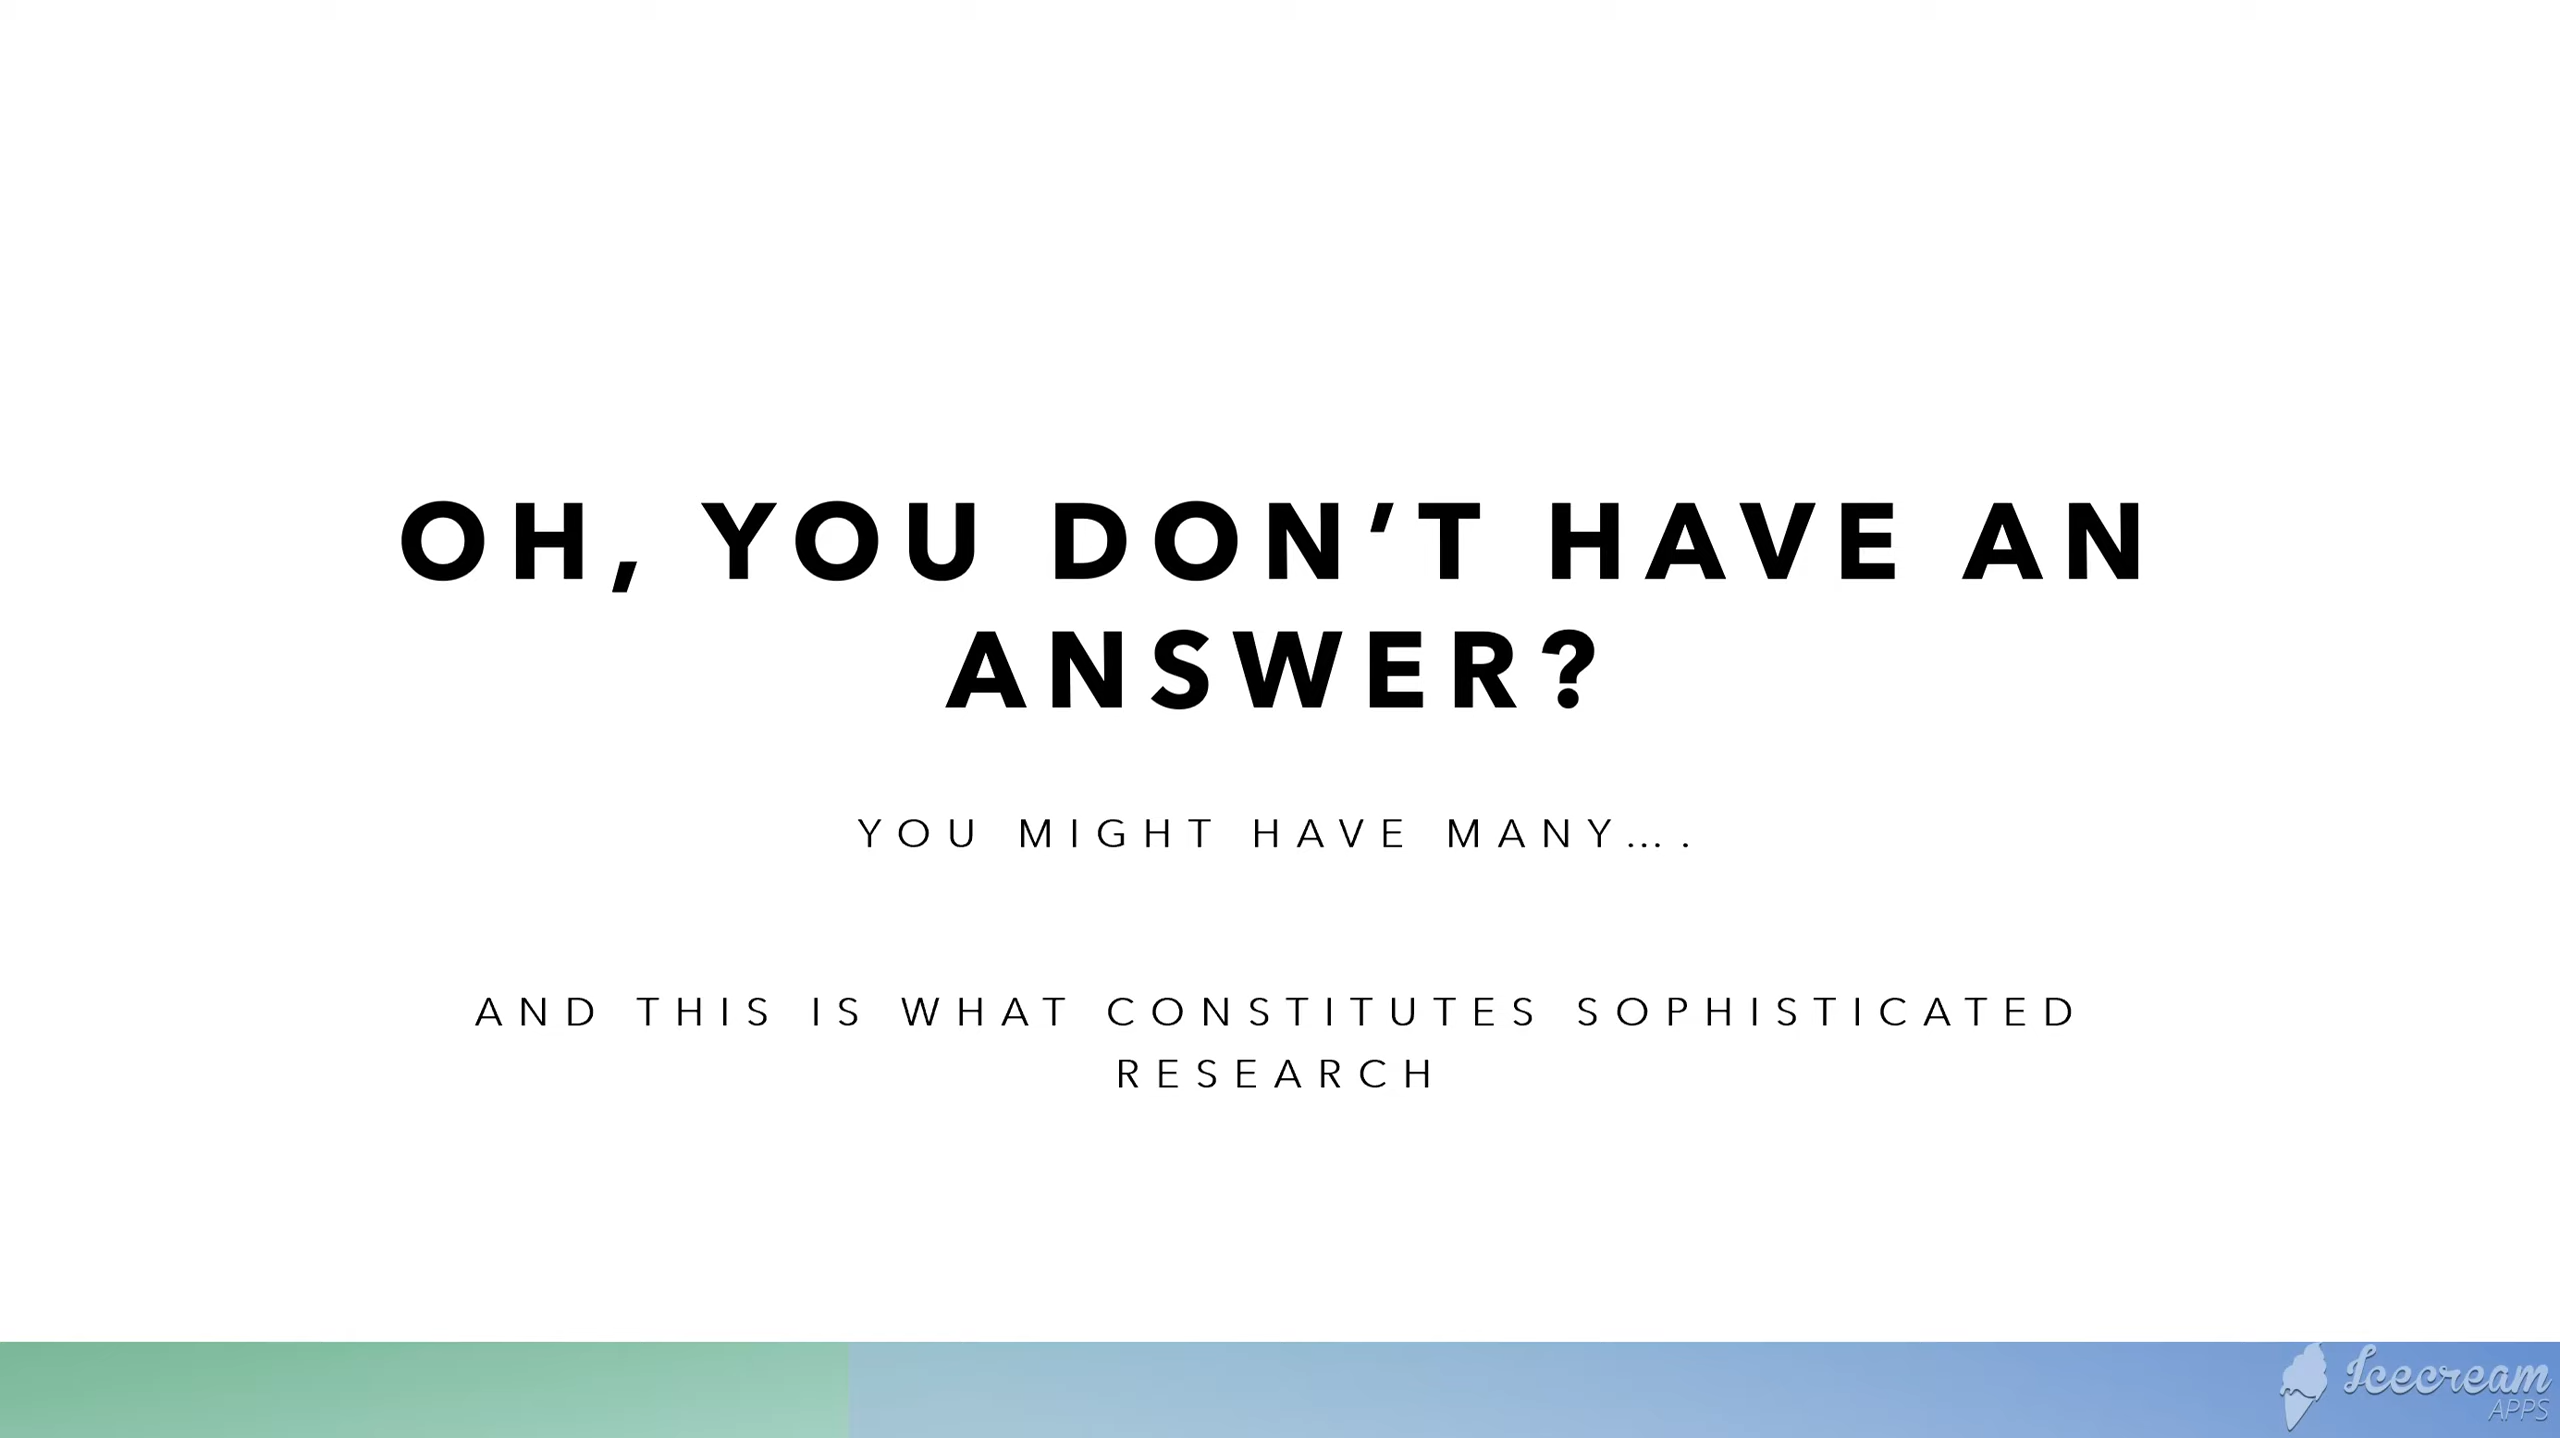 OH, YOU DON’T HAVE AN
ANSWER?
YOU MIGHT HAVE MANY….
AND THIS IS WHAT CONSTITUTES SOPHISTICATED
RESEARCH
Icecream
APPS